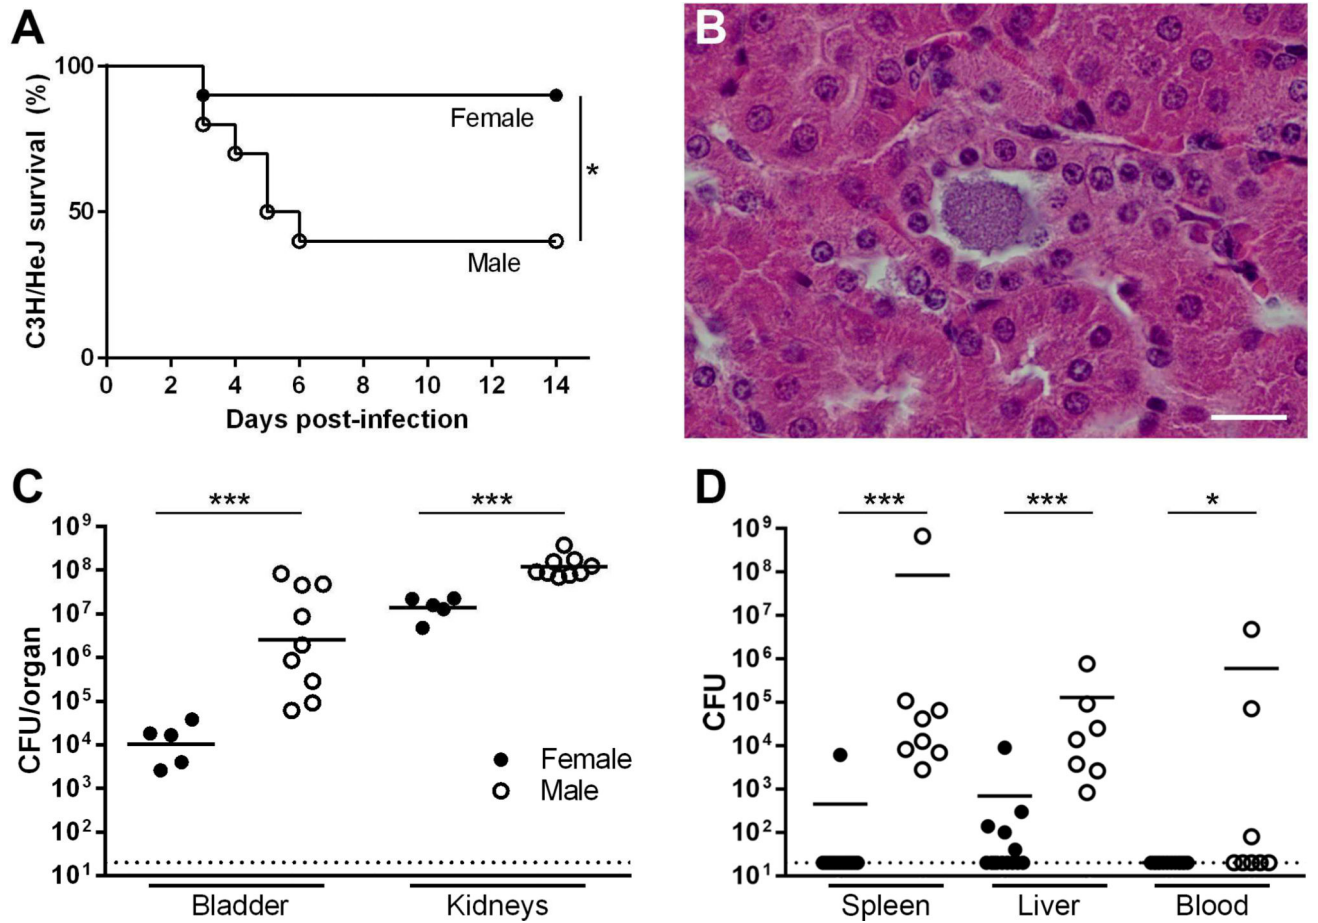 A
C3H/HeJ survival (%)
100
50
0
0 2 4 6 8 10 12 14
Days post-infection
Female
Male
*
B
C
CFU/organ
10⁹
10⁸
10⁷
10⁶
10⁵
10⁴
10³
10²
10¹
*** ***
Female
Male
Bladder Kidneys
D
CFU
10⁹
10⁸
10⁷
10⁶
10⁵
10⁴
10³
10²
10¹
*** *** *
Spleen Liver Blood